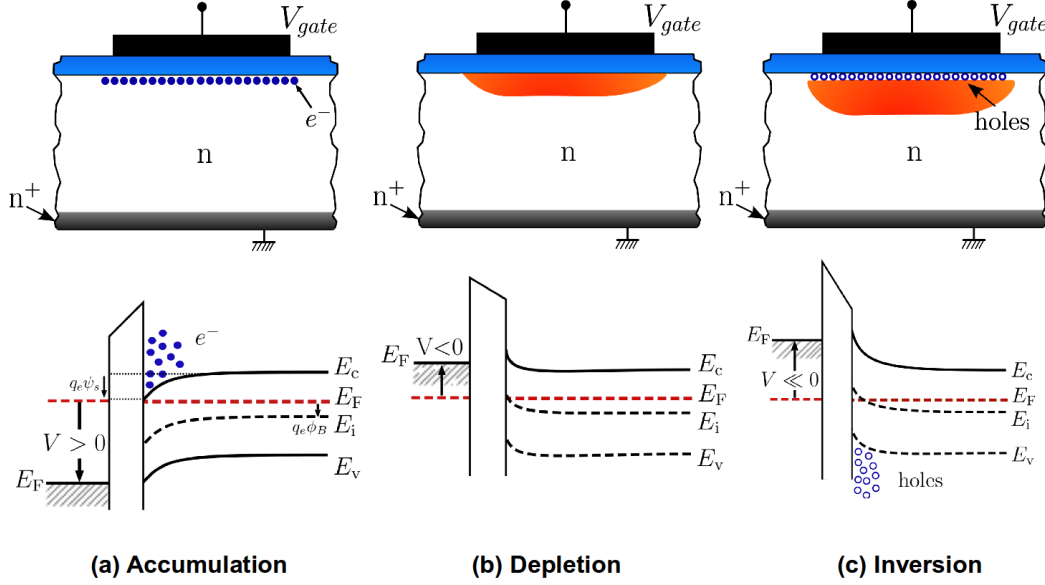 V_gate
e⁻
n
n⁺
V_gate
n
n⁺
V_gate
holes
n
n⁺
e⁻
q_eψ_s
E_c
E_F
q_eϕ_B
E_i
V > 0
E_F
E_v
E_F
V<0
E_c
E_F
E_i
E_v
E_F
V ≪ 0
E_c
E_F
E_i
E_v
holes
(a) Accumulation
(b) Depletion
(c) Inversion